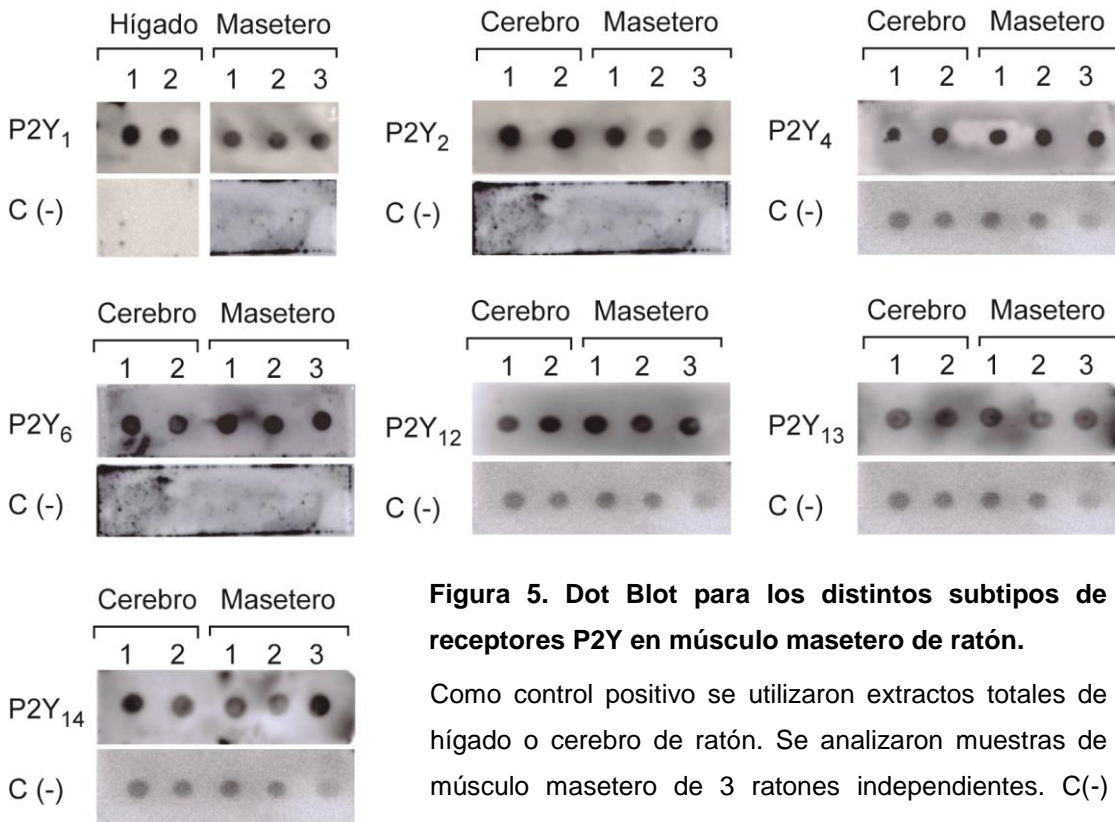 Hígado Masetero
1 2 1 2 3
P2Y1
C (-)
Cerebro Masetero
1 2 1 2 3
P2Y2
C (-)
Cerebro Masetero
1 2 1 2 3
P2Y4
C (-)
Cerebro Masetero
1 2 1 2 3
P2Y6
C (-)
Cerebro Masetero
1 2 1 2 3
P2Y12
C (-)
Cerebro Masetero
1 2 1 2 3
P2Y13
C (-)
Cerebro Masetero
1 2 1 2 3
P2Y14
C (-)
Figura 5. Dot Blot para los distintos subtipos de
receptores P2Y en músculo masetero de ratón.
Como control positivo se utilizaron extractos totales de
hígado o cerebro de ratón. Se analizaron muestras de
músculo masetero de 3 ratones independientes. C(-)